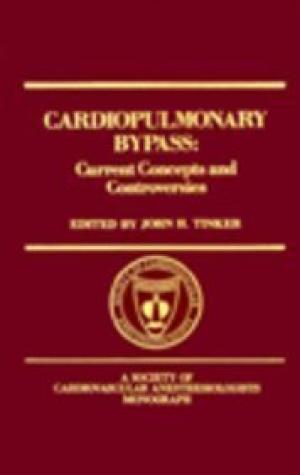 CARDIOPULMONARY
BYPASS:
Current Concepts and
Controversies
EDITED BY JOHN H. TINKER
A SOCIETY OF
CARDIOVASCULAR ANESTHESIOLOGISTS
MONOGRAPH